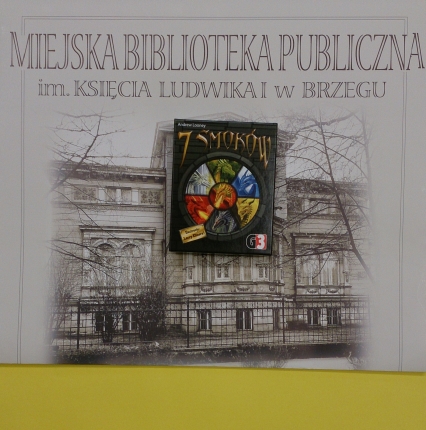 MIEJSKA BIBLIOTEKA PUBLICZNA
im. KSIĘCIA LUDWIKA I w BRZEGU
7 SMOKÓW
G3